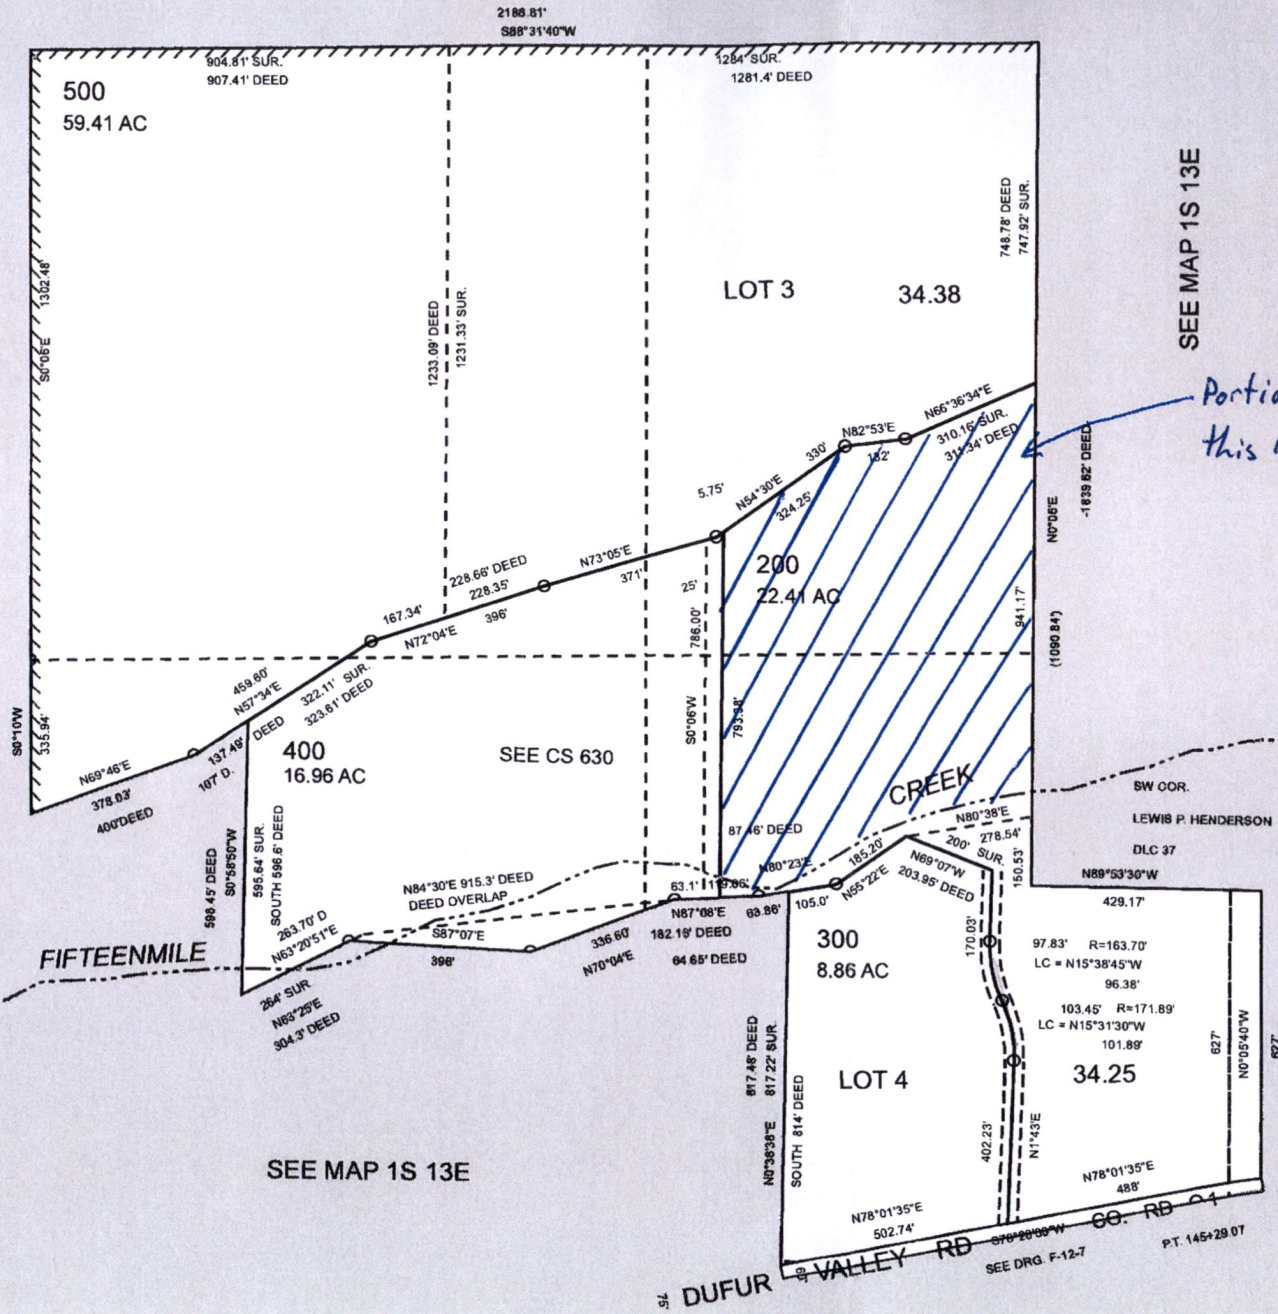 2188.81'
S88°31'40"W
904.81' SUR.
907.41' DEED
1284' SUR.
1281.4' DEED
500
59.41 AC
SEE MAP 1S 13E
748.78' DEED
747.92' SUR.
LOT 3
34.38
1302.48'
S0°06'E
1233.09' DEED
1231.33' SUR.
this
N66°36'34"E
310.16' SUR.
311.34' DEED
N82°53'E
132'
330'
N54°30'E
324.25'
5.75'
-1639.62' DEED
N0°06'E
(1090.84')
941.17'
200
22.41 AC
N73°05'E
371'
25'
786.00'
S0°06'W
793.38'
228.66' DEED
228.35'
396'
167.34'
N72°04'E
459.60'
N57°34'E
322.11' SUR.
323.61' DEED
DEED
137.49'
107' D.
S0°10'W
335.94'
N69°46'E
378.03'
400'DEED
400
16.96 AC
SEE CS 630
CREEK
SW COR.
LEWIS P. HENDERSON
DLC 37
N89°53'30"W
429.17'
N80°38'E
278.54'
200' SUR.
N69°07'W
203.95' DEED
150.53'
87.46' DEED
N80°23'E
185.20'
N55°22'E
105.0'
63.86'
63.1'
N87°08'E
182.16' DEED
64.65' DEED
598.45' DEED
S0°58'50"W
595.64' SUR.
SOUTH 596.6' DEED
N84°30'E 915.3' DEED
DEED OVERLAP
263.70' D
N63°20'51"E
S87°07'E
396'
336.60'
N70°04'E
FIFTEENMILE
264' SUR
N63°25'E
304.3' DEED
300
8.86 AC
170.03'
97.83' R=163.70'
LC = N15°38'45"W
96.38'
103.45' R=171.89'
LC = N15°31'30"W
101.89'
34.25
627'
N0°05'40"W
627'
817.48' DEED
817.22' SUR.
N0°38'38"E
SOUTH 814' DEED
LOT 4
402.23'
N1°43'E
SEE MAP 1S 13E
N78°01'35"E
488'
N78°01'35"E
502.74'
DUFUR VALLEY RD CO. RD
SEE DRG. F-12-7
P.T. 145+29.07
75'